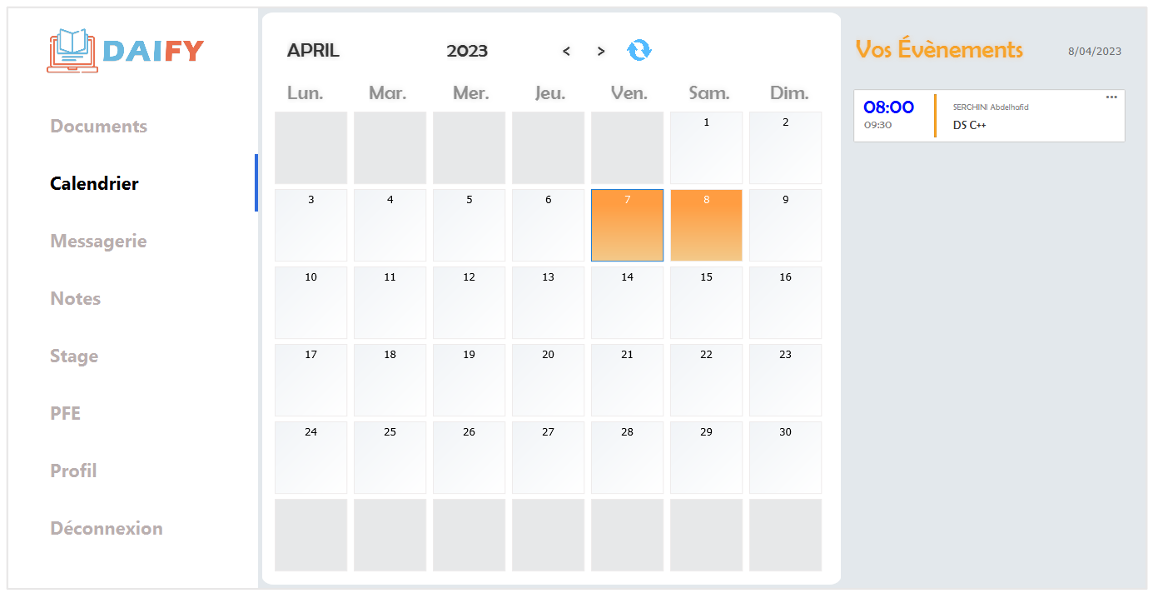 DAIFY
Documents
Calendrier
Messagerie
Notes
Stage
PFE
Profil
Déconnexion
APRIL 2023 < >
Lun. Mar. Mer. Jeu. Ven. Sam. Dim.
1 2
3 4 5 6 7 8 9
10 11 12 13 14 15 16
17 18 19 20 21 22 23
24 25 26 27 28 29 30
Vos Évènements 8/04/2023
08:00 SERCHINI Abdelhafid
09:30 DS C++